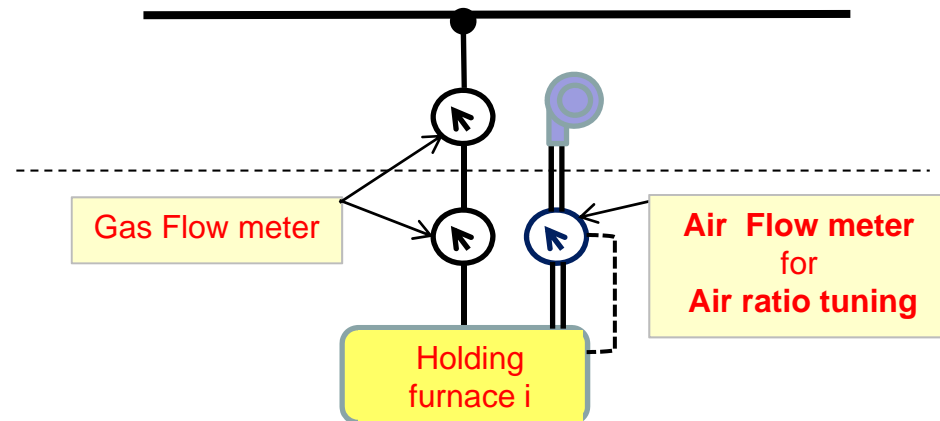 Gas Flow meter
Air Flow meter
for
Air ratio tuning
Holding
furnace i